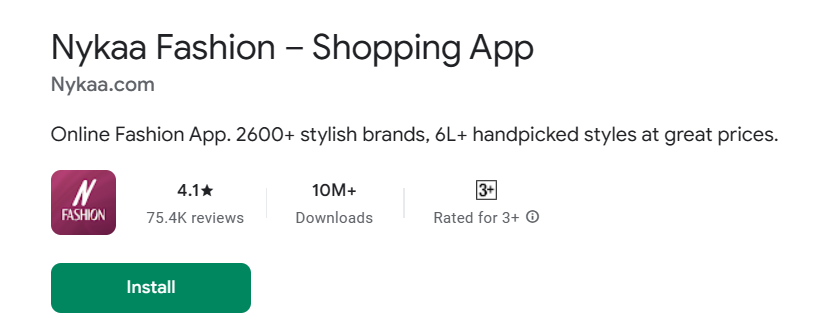 Nykaa Fashion – Shopping App
Nykaa.com
Online Fashion App. 2600+ stylish brands, 6L+ handpicked styles at great prices.
N
FASHION
4.1★
75.4K reviews
10M+
Downloads
3+
Rated for 3+
Install